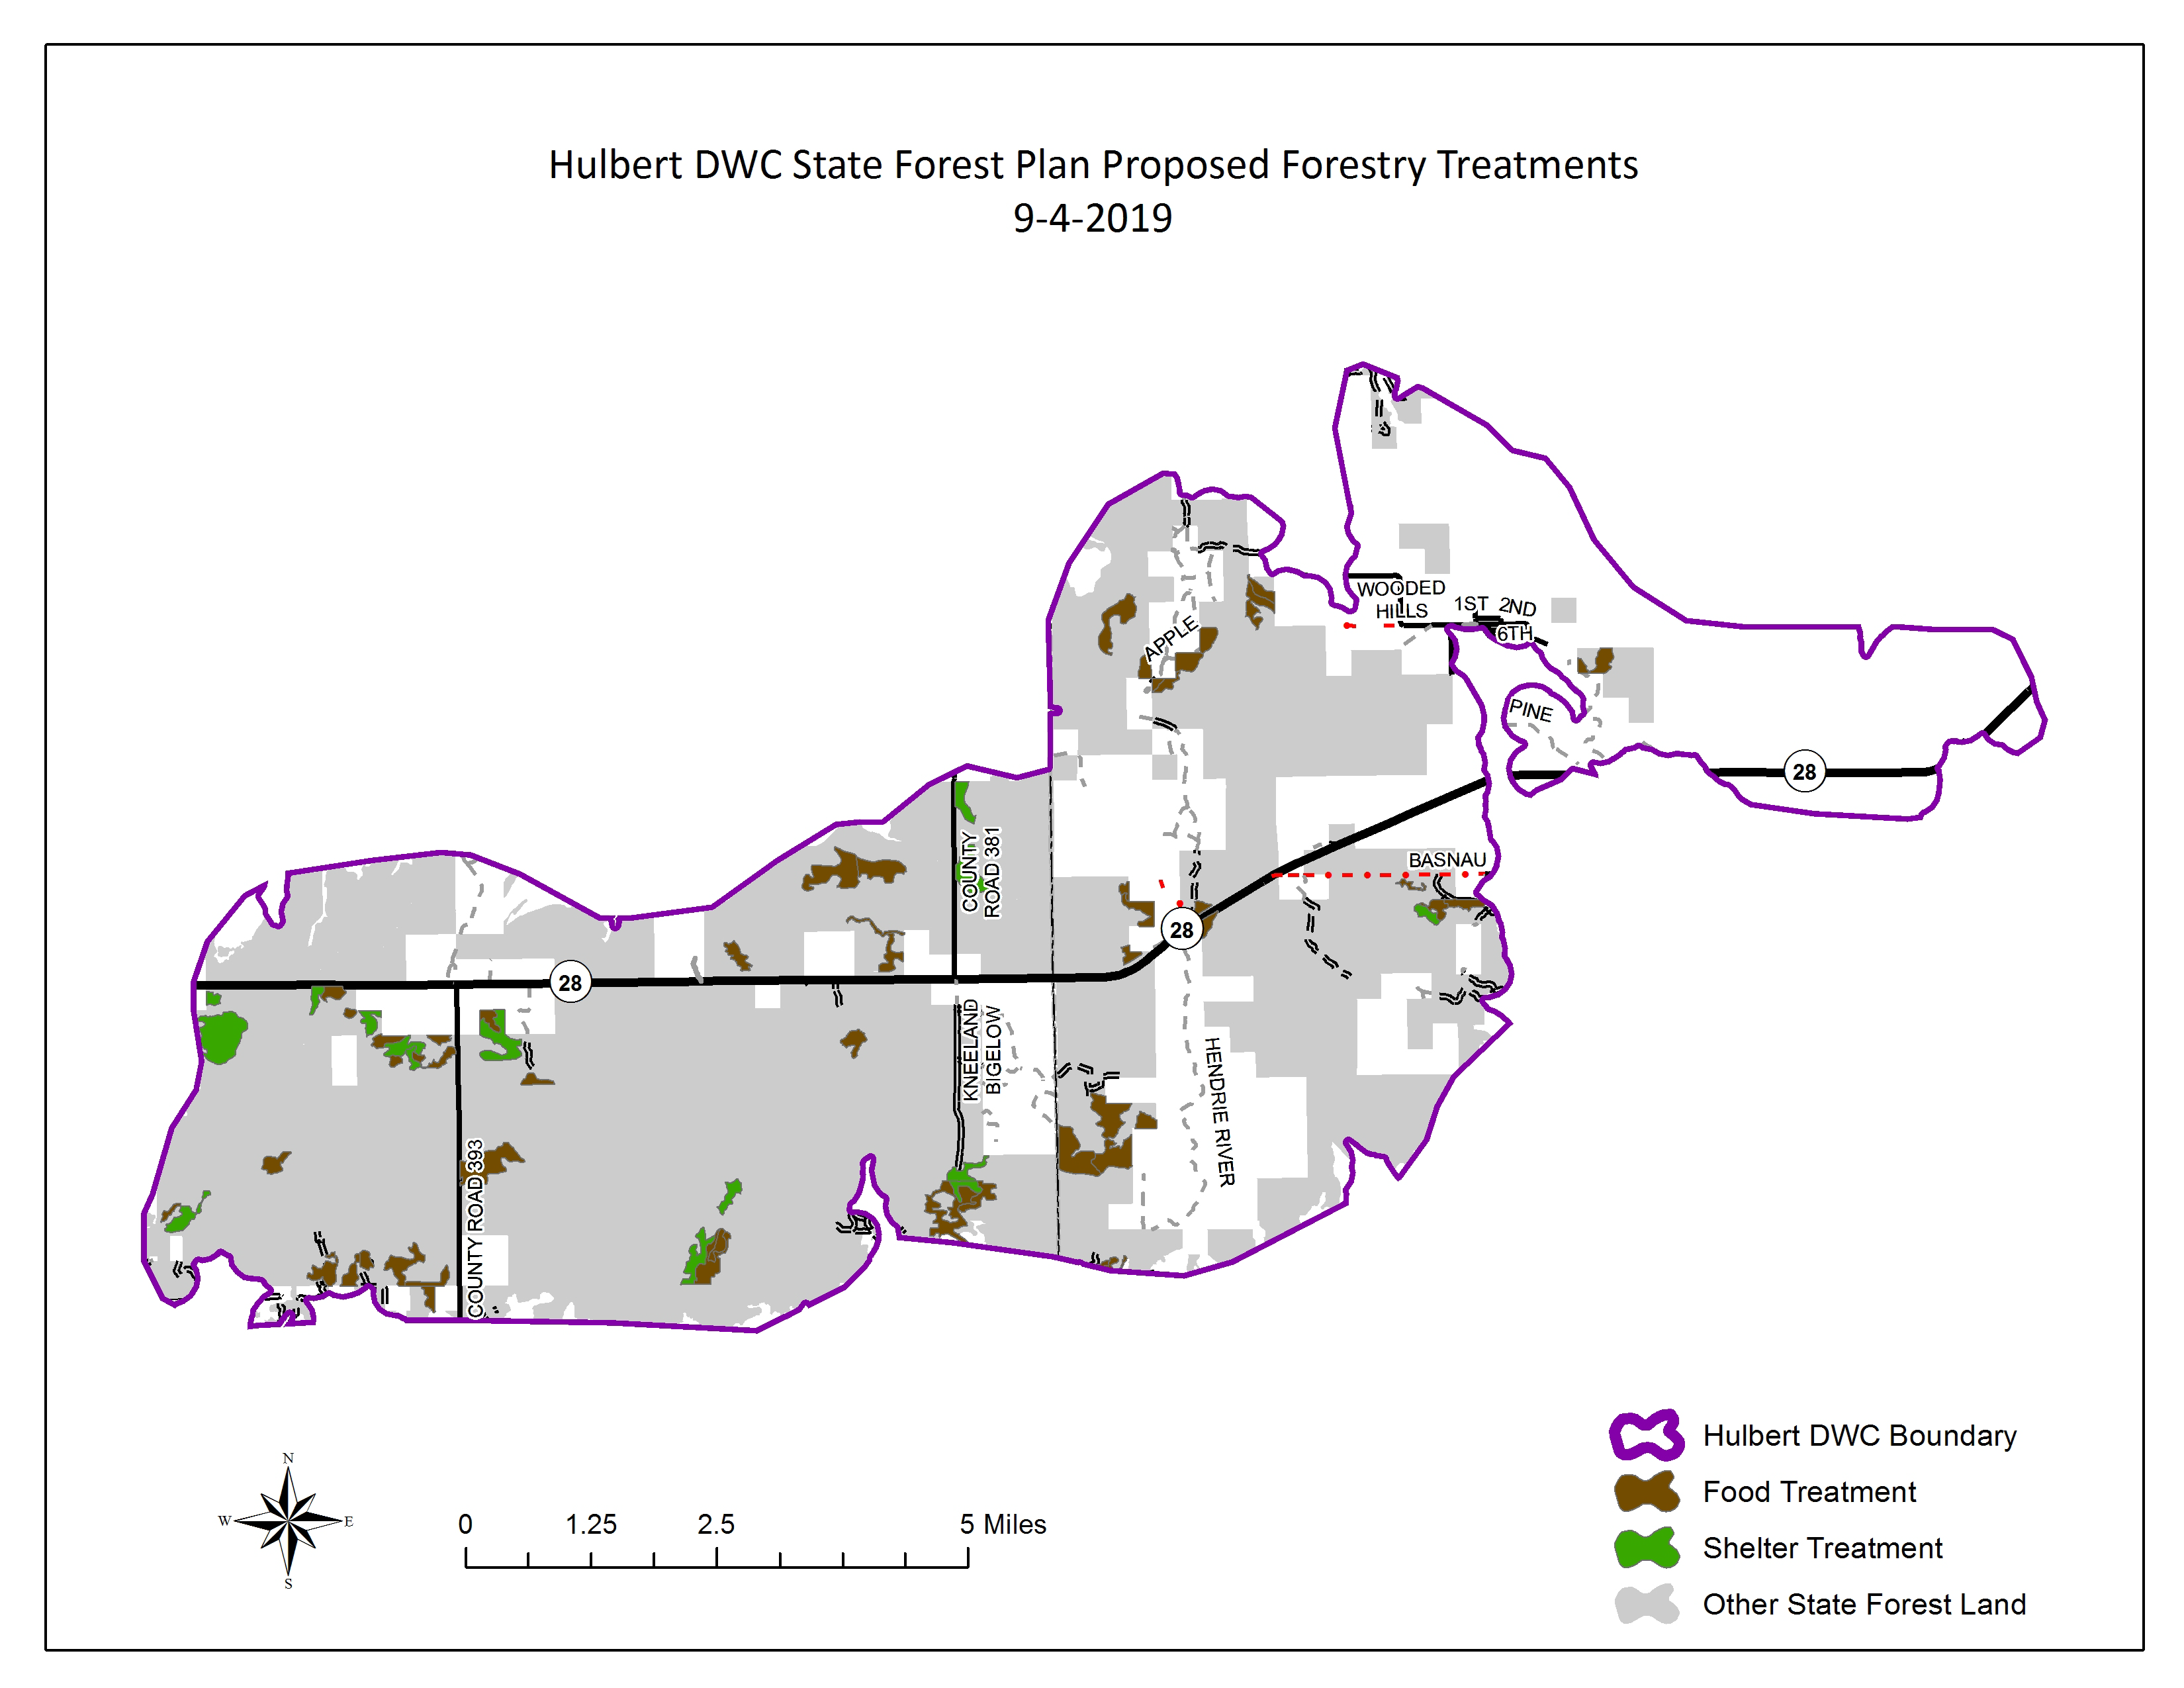 Hulbert DWC State Forest Plan Proposed Forestry Treatments
9-4-2019
WOODED
HILLS
1ST
2ND
6TH
APPLE
PINE
28
COUNTY
ROAD 381
BASNAU
28
28
KNEELAND
BIGELOW
HENDRIE RIVER
COUNTY ROAD 393
Hulbert DWC Boundary
Food Treatment
Shelter Treatment
Other State Forest Land
N
W
E
S
0
1.25
2.5
5 Miles